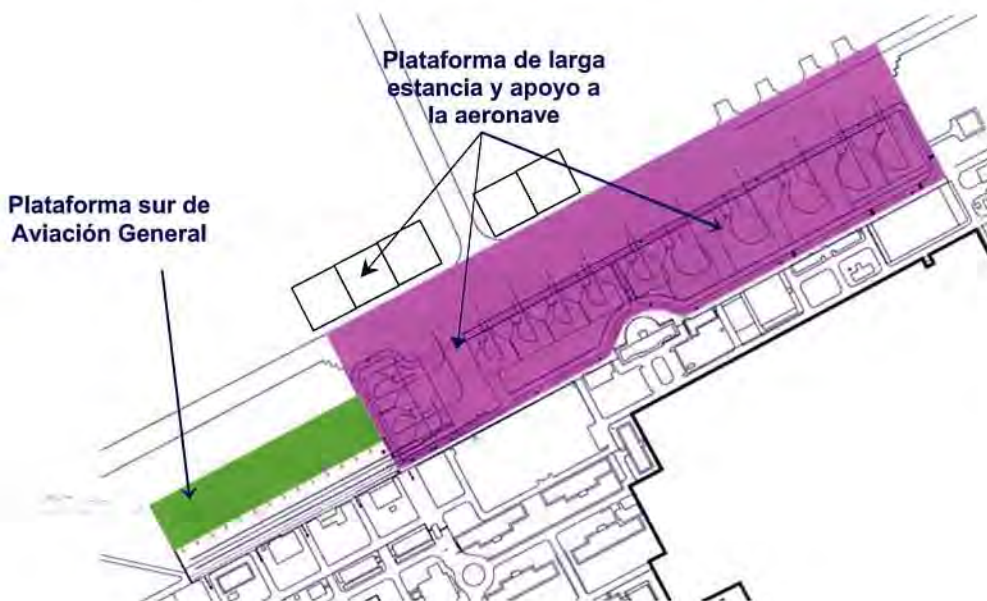 Plataforma de larga
estancia y apoyo a
la aeronave
Plataforma sur de
Aviación General